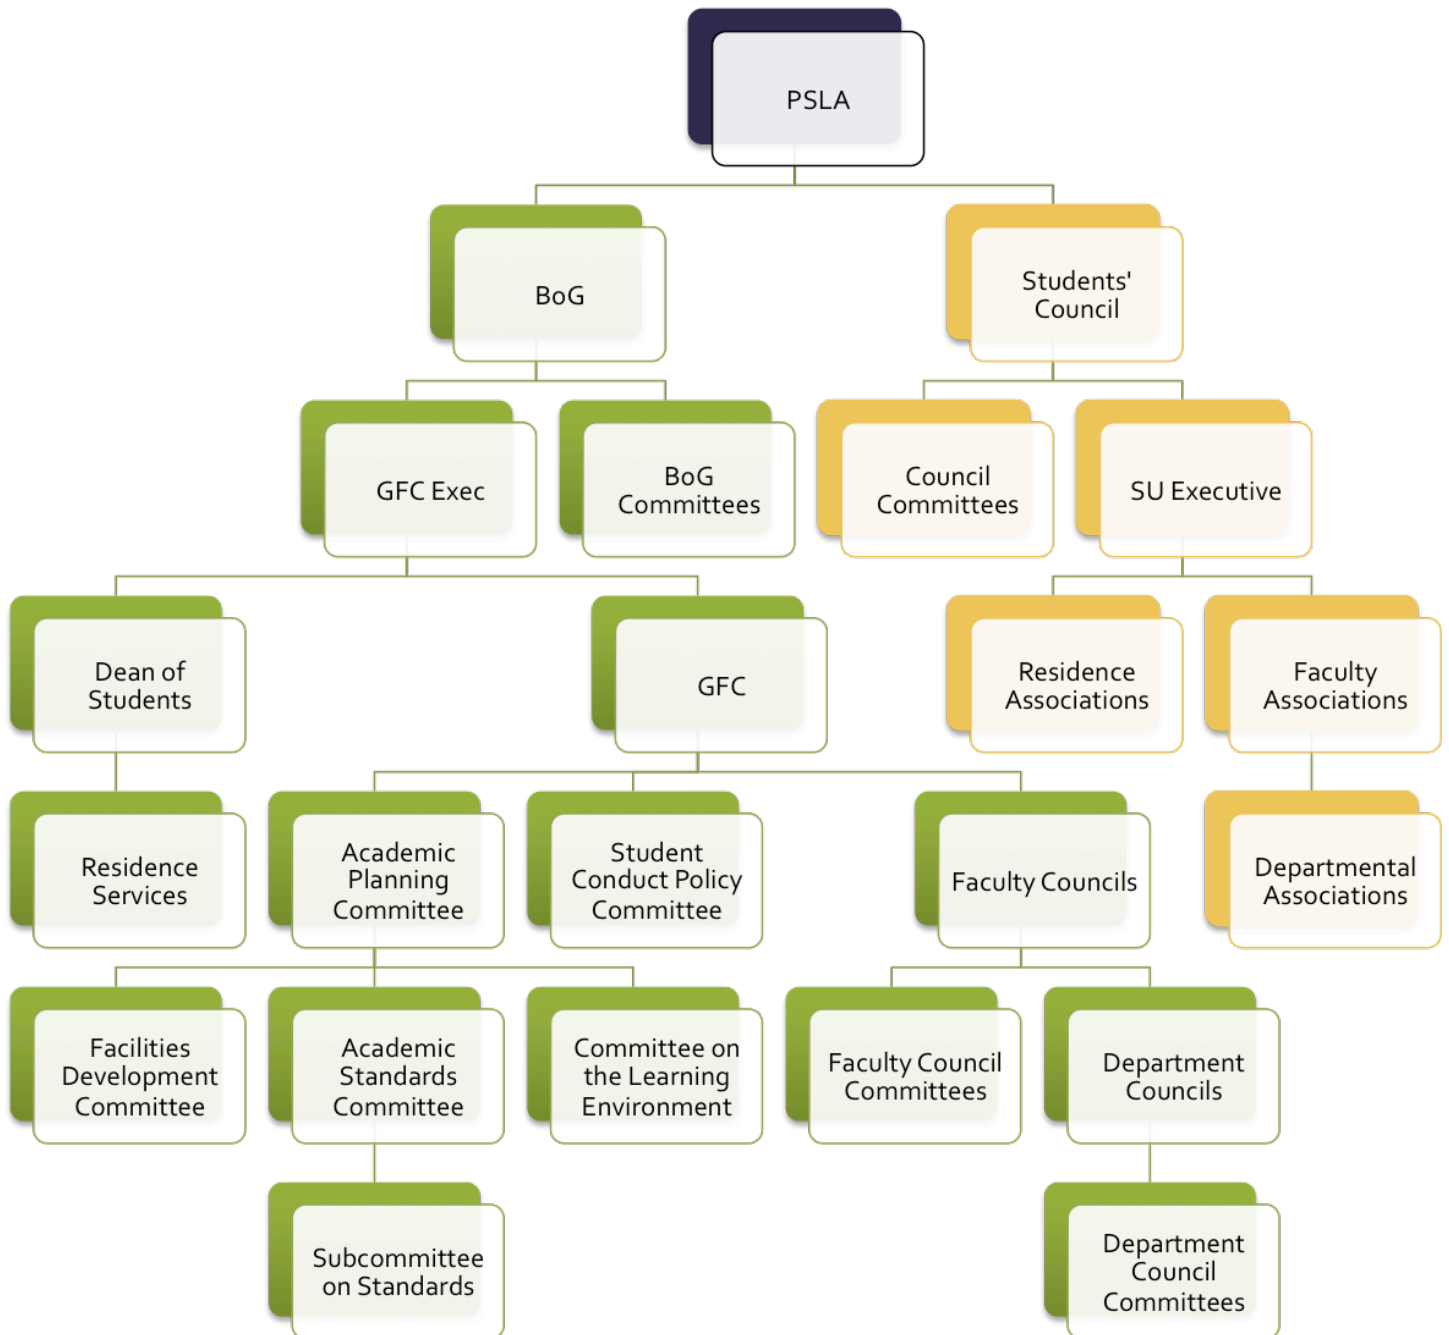 PSLA
BoG
Students'
Council
GFC Exec
BoG
Committees
Council
Committees
SU Executive
Dean of
Students
GFC
Residence
Associations
Faculty
Associations
Residence
Services
Academic
Planning
Committee
Student
Conduct Policy
Committee
Faculty Councils
Departmental
Associations
Facilities
Development
Committee
Academic
Standards
Committee
Committee on
the Learning
Environment
Faculty Council
Committees
Department
Councils
Subcommittee
on Standards
Department
Council
Committees